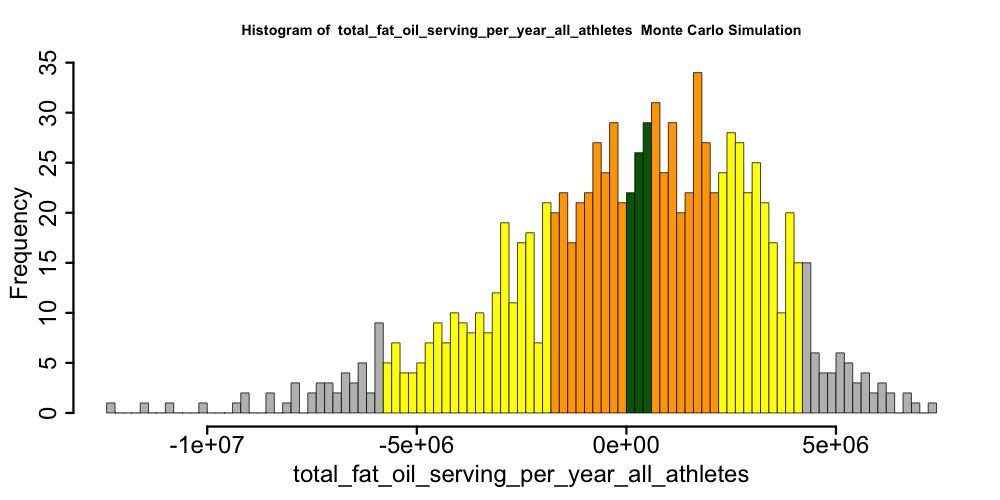 Histogram of total_fat_oil_serving_per_year_all_athletes Monte Carlo Simulation
35
30
25
20
15
10
5
0
Frequency
-1e+07 -5e+06 0e+00 5e+06
total_fat_oil_serving_per_year_all_athletes